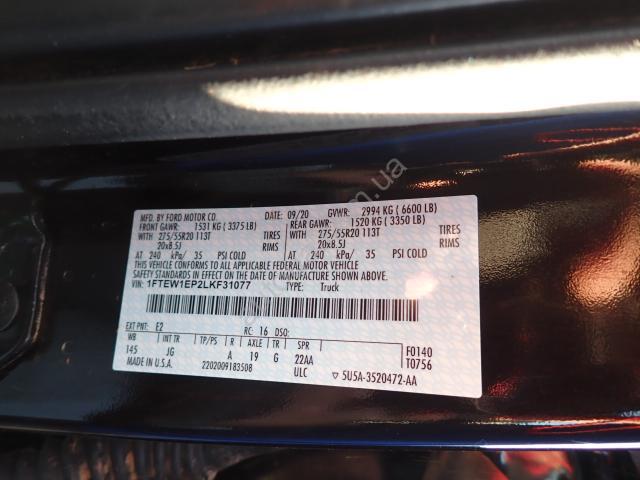 MFD. BY FORD MOTOR CO. DATE: 09/20 GVWR: 2994 KG ( 6600 LB)
FRONT GAWR: 1531 KG ( 3375 LB) REAR GAWR: 1520 KG ( 3350 LB)
WITH 275/55R20 113T TIRES WITH 275/55R20 113T TIRES
20x8.5J RIMS 20x8.5J RIMS
AT 240 kPa/ 35 PSI COLD AT 240 kPa/ 35 PSI COLD
THIS VEHICLE CONFORMS TO ALL APPLICABLE FEDERAL MOTOR VEHICLE
SAFETY STANDARDS IN EFFECT ON THE DATE OF MANUFACTURE SHOWN ABOVE.
VIN: 1FTEW1EP2LKF31077 TYPE: Truck
EXT PNT: E2 RC: 16 DSO:
WB INT TR TP/PS R AXLE TR SPR F0140
145 JG A 19 G 22AA T0756
MADE IN U.S.A. 2202009183508 ULC ▽ 5U5A-3520472-AA